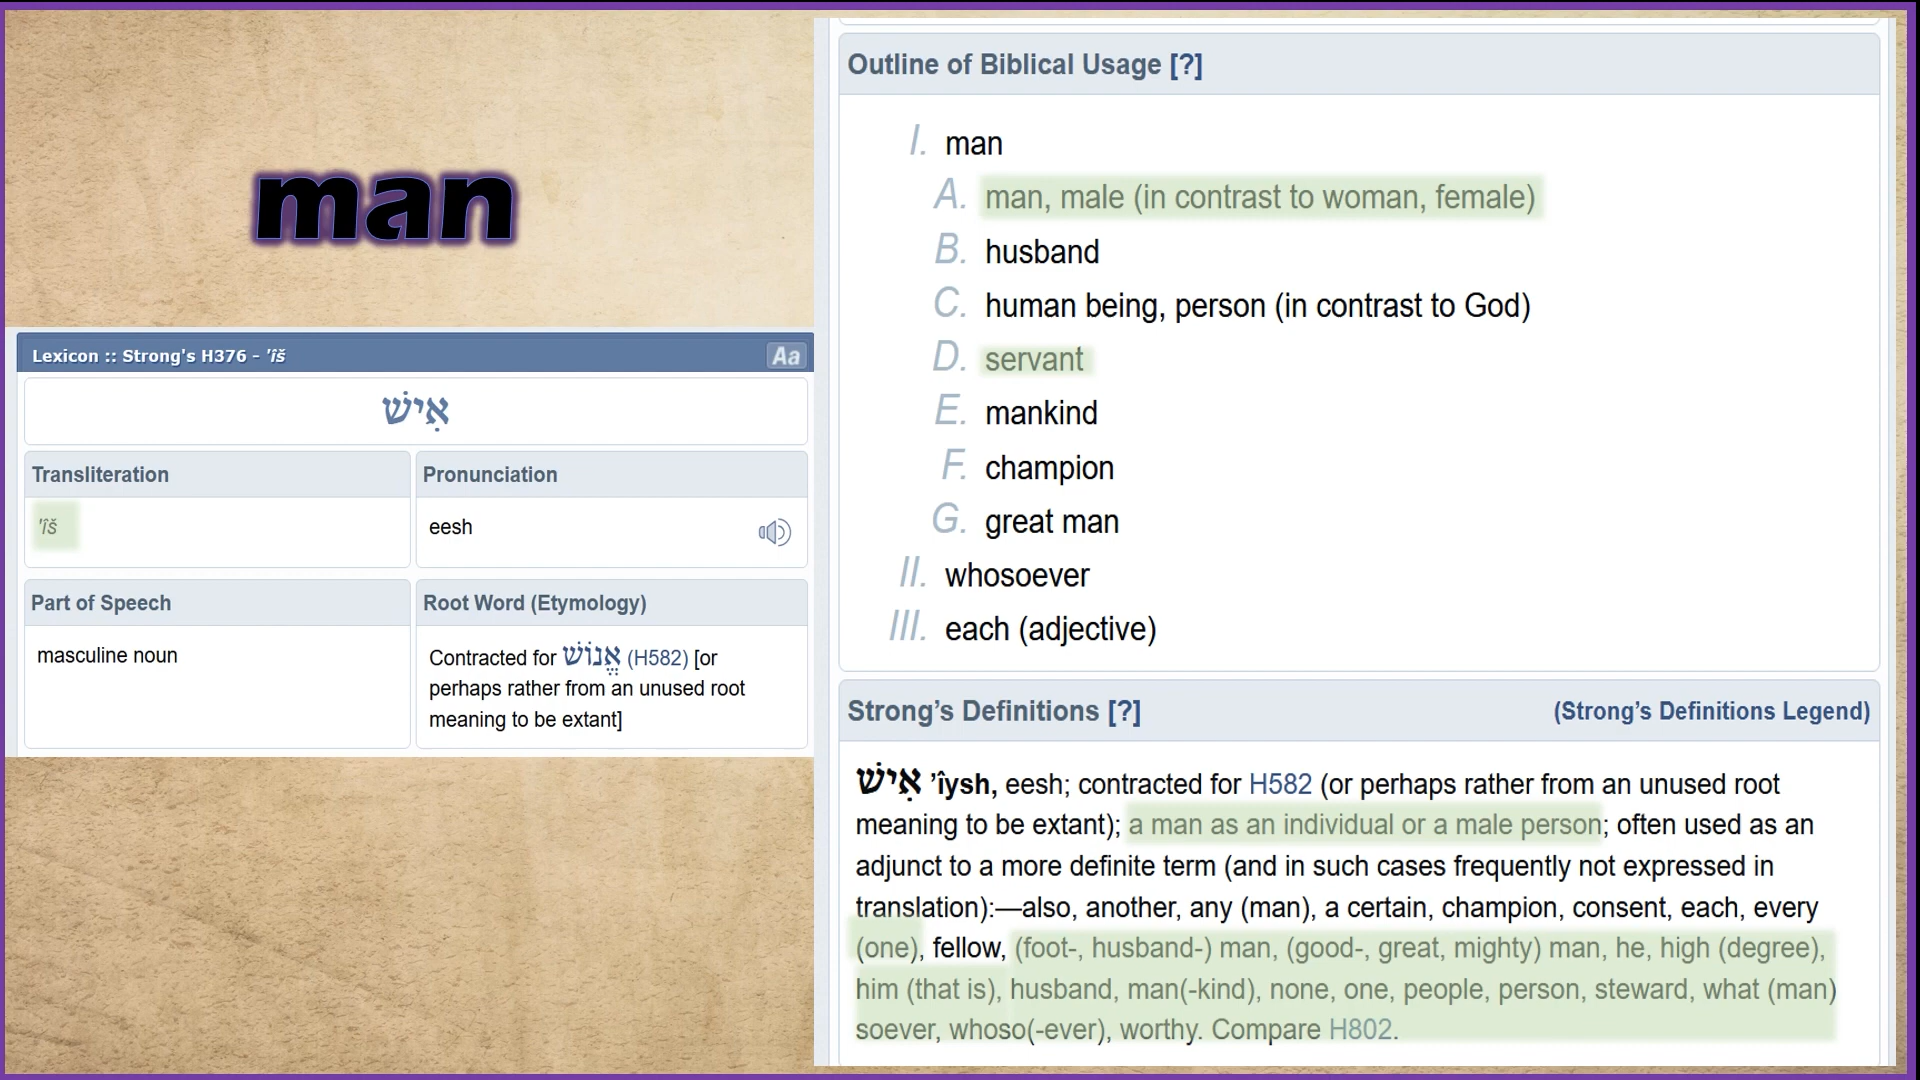 man
Lexicon :: Strong's H376 - 'îš
Aa
אִישׁ
Transliteration
'îš
Pronunciation
eesh
Part of Speech
masculine noun
Root Word (Etymology)
Contracted for אֱנוֹשׁ (H582) [or
perhaps rather from an unused root
meaning to be extant]
Outline of Biblical Usage [?]
I. man
A. man, male (in contrast to woman, female)
B. husband
C. human being, person (in contrast to God)
D. servant
E. mankind
F. champion
G. great man
II. whosoever
III. each (adjective)
Strong’s Definitions [?]
(Strong’s Definitions Legend)
אִישׁ ʼîysh, eesh; contracted for H582 (or perhaps rather from an unused root
meaning to be extant); a man as an individual or a male person; often used as an
adjunct to a more definite term (and in such cases frequently not expressed in
translation):—also, another, any (man), a certain, champion, consent, each, every
(one), fellow, (foot-, husband-) man, (good-, great, mighty) man, he, high (degree),
him (that is), husband, man(-kind), none, one, people, person, steward, what (man)
soever, whoso(-ever), worthy. Compare H802.